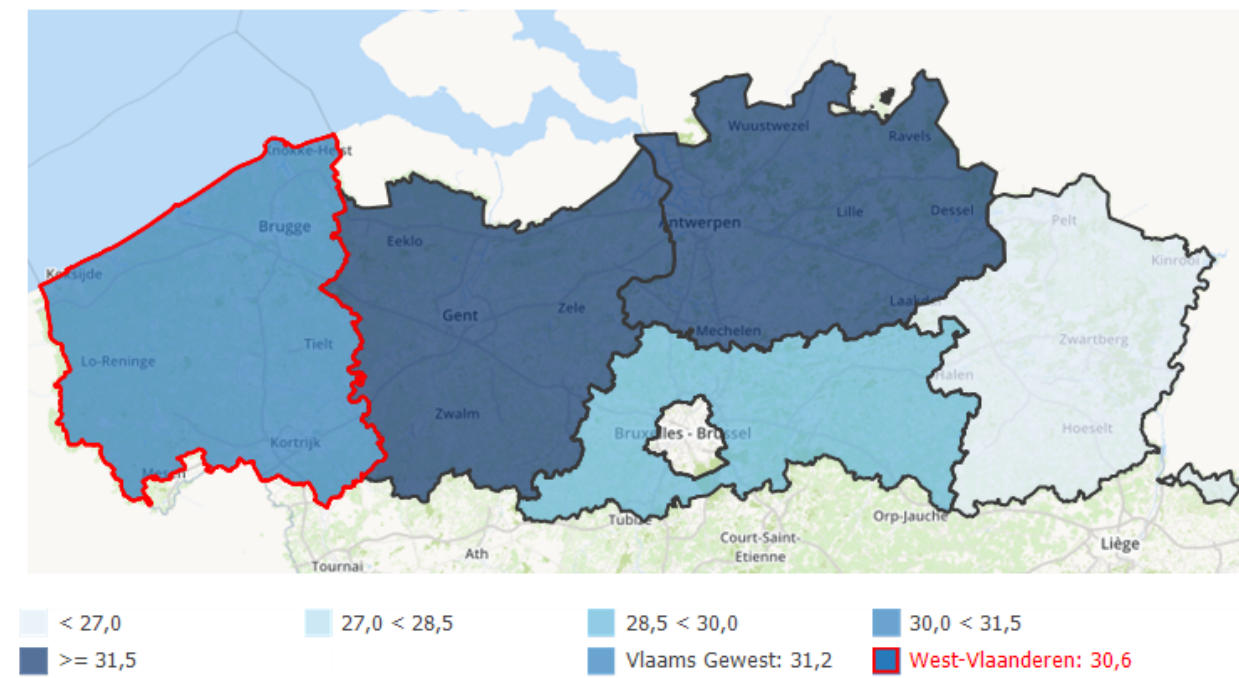 Wuustwezel
Ravels
Knokke-Heist
Brugge
Antwerpen
Lille
Dessel
Pelt
Eeklo
Kinrooi
Koksijde
Gent
Zele
Laakdal
Mechelen
Tielt
Zwartberg
Lo-Reninge
Halen
Zwalm
Bruxelles - Brussel
Hoeselt
Kortrijk
Mesen
Tubize
Orp-Jauche
Court-Saint-
Etienne
Liège
Ath
Tournai
< 27,0
27,0 < 28,5
28,5 < 30,0
30,0 < 31,5
>= 31,5
Vlaams Gewest: 31,2
West-Vlaanderen: 30,6